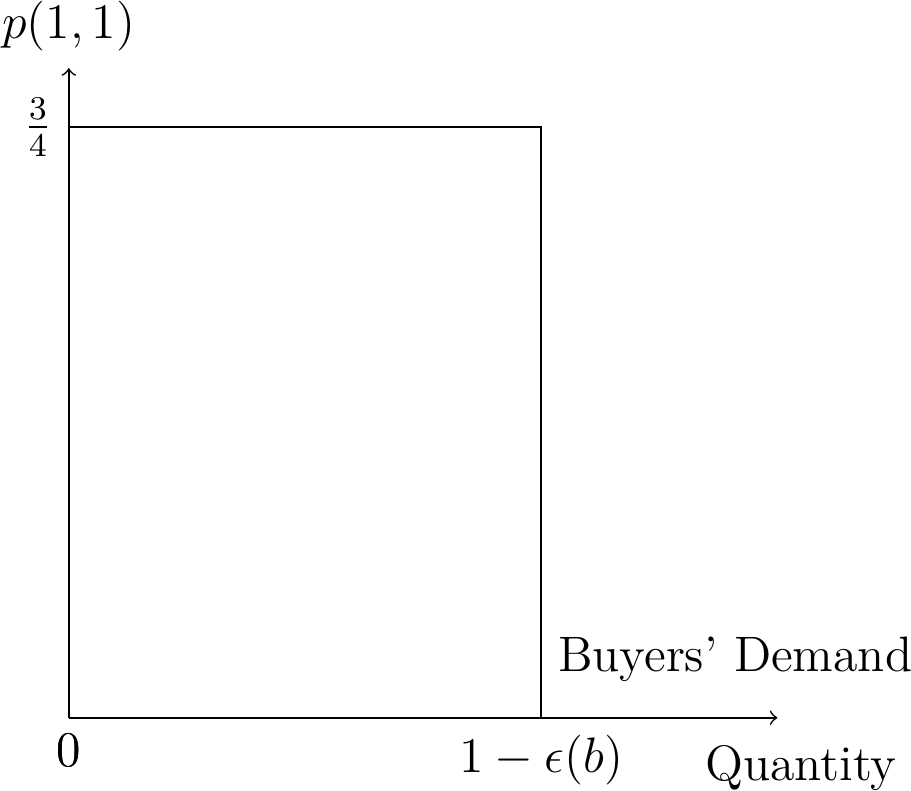 p(1, 1)
3/4
Buyers' Demand
0
1 − ϵ(b)
Quantity